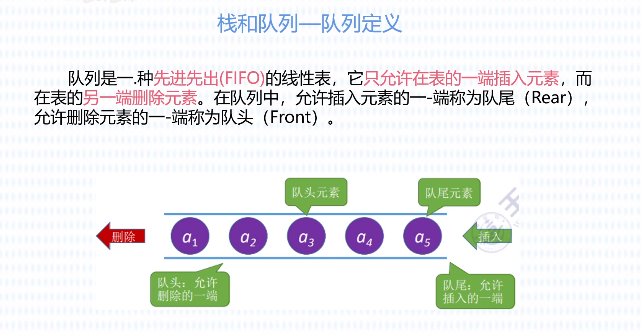 栈和队列—队列定义
队列是一.种先进先出(FIFO)的线性表，它只允许在表的一端插入元素，而
在表的另一端删除元素。在队列中，允许插入元素的一-端称为队尾（Rear），
允许删除元素的一-端称为队头（Front）。
队头元素
队尾元素
删除
a1
a2
a3
a4
a5
插入
队头：允许
删除的一端
队尾：允许
插入的一端